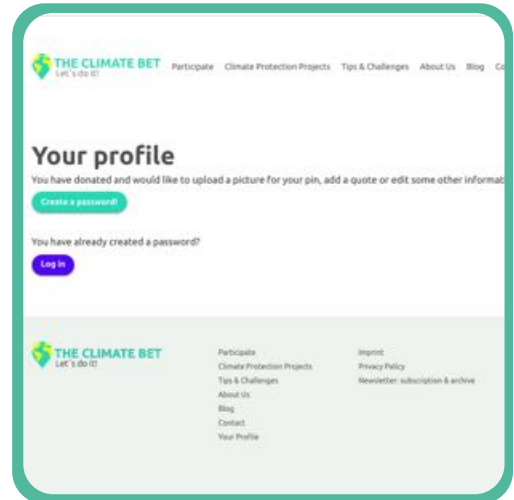 THE CLIMATE BET
Let´s do it!
Participate Climate Protection Projects Tips & Challenges About Us Blog Co
Your profile
You have donated and would like to upload a picture for your pin, add a quote or edit some other informat
Create a password!
You have already created a password?
Log in
THE CLIMATE BET
Let´s do it!
Participate
Climate Protection Projects
Tips & Challenges
About Us
Blog
Contact
Your Profile
Imprint
Privacy Policy
Newsletter: subscription & archive